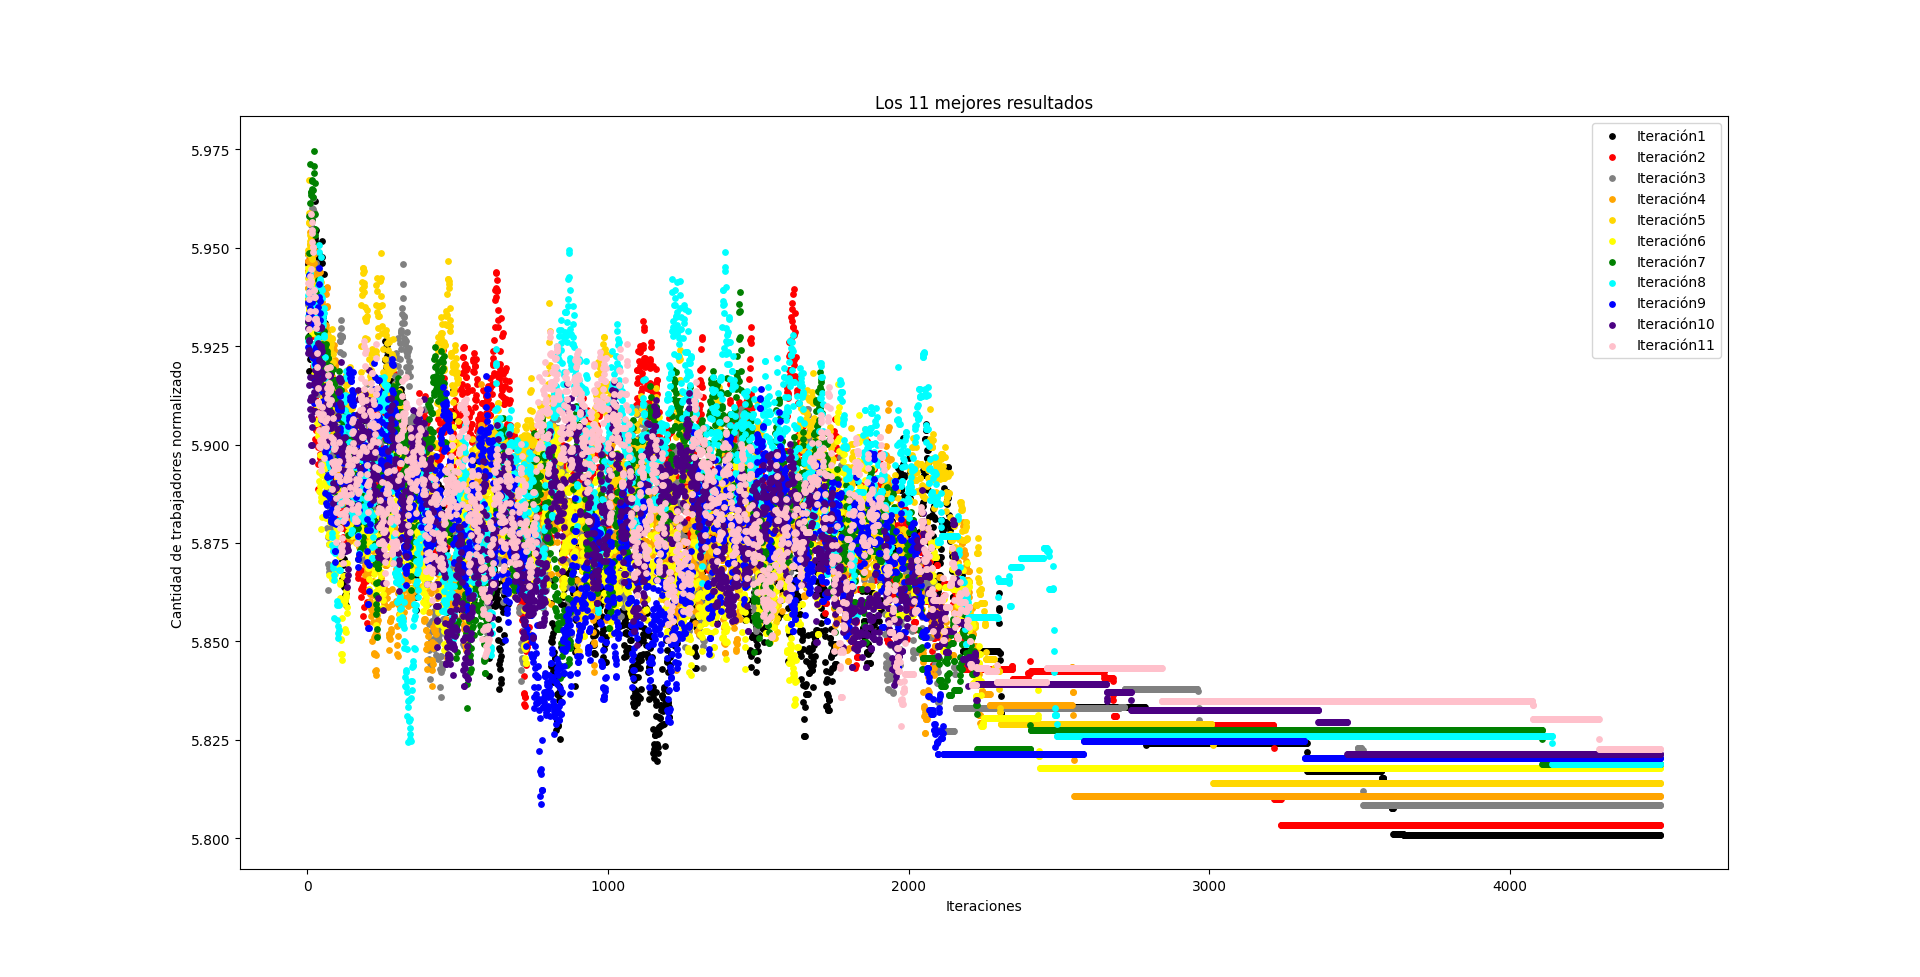 Los 11 mejores resultados
Cantidad de trabajadores normalizado
5.975
5.950
5.925
5.900
5.875
5.850
5.825
5.800
0
1000
2000
3000
4000
Iteraciones
Iteración1
Iteración2
Iteración3
Iteración4
Iteración5
Iteración6
Iteración7
Iteración8
Iteración9
Iteración10
Iteración11